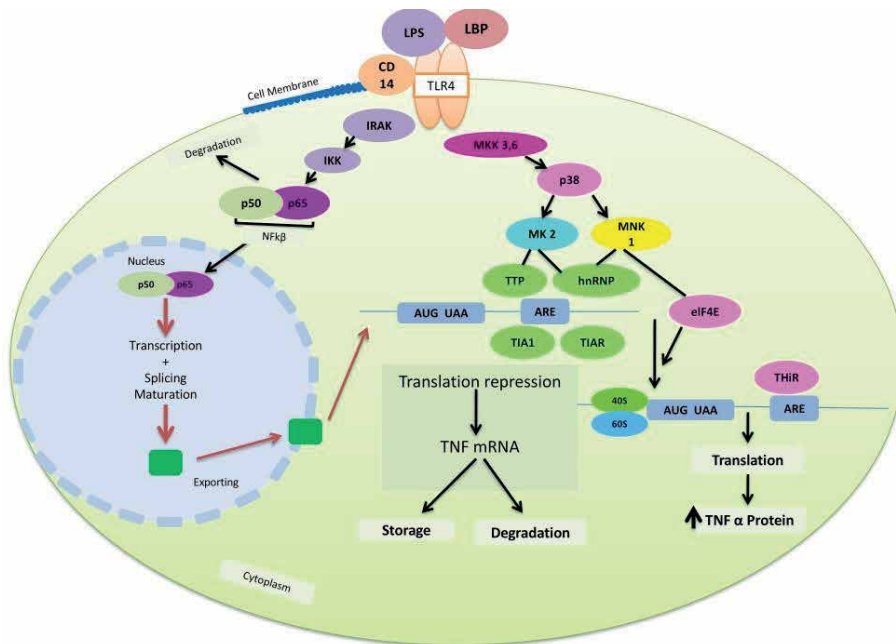 LPS
LBP
CD
14
TLR4
Cell Membrane
IRAK
Degradation
IKK
MKK 3,6
p38
p50
p65
NFkβ
MK 2
MNK
1
Nucleus
p50
p65
TTP
hnRNP
AUG UAA
ARE
eIF4E
Transcription
+
Splicing
Maturation
TIA1
TIAR
Translation repression
THiR
40S
60S
AUG UAA
ARE
TNF mRNA
Exporting
Translation
Storage
Degradation
TNF α Protein
Cytoplasm